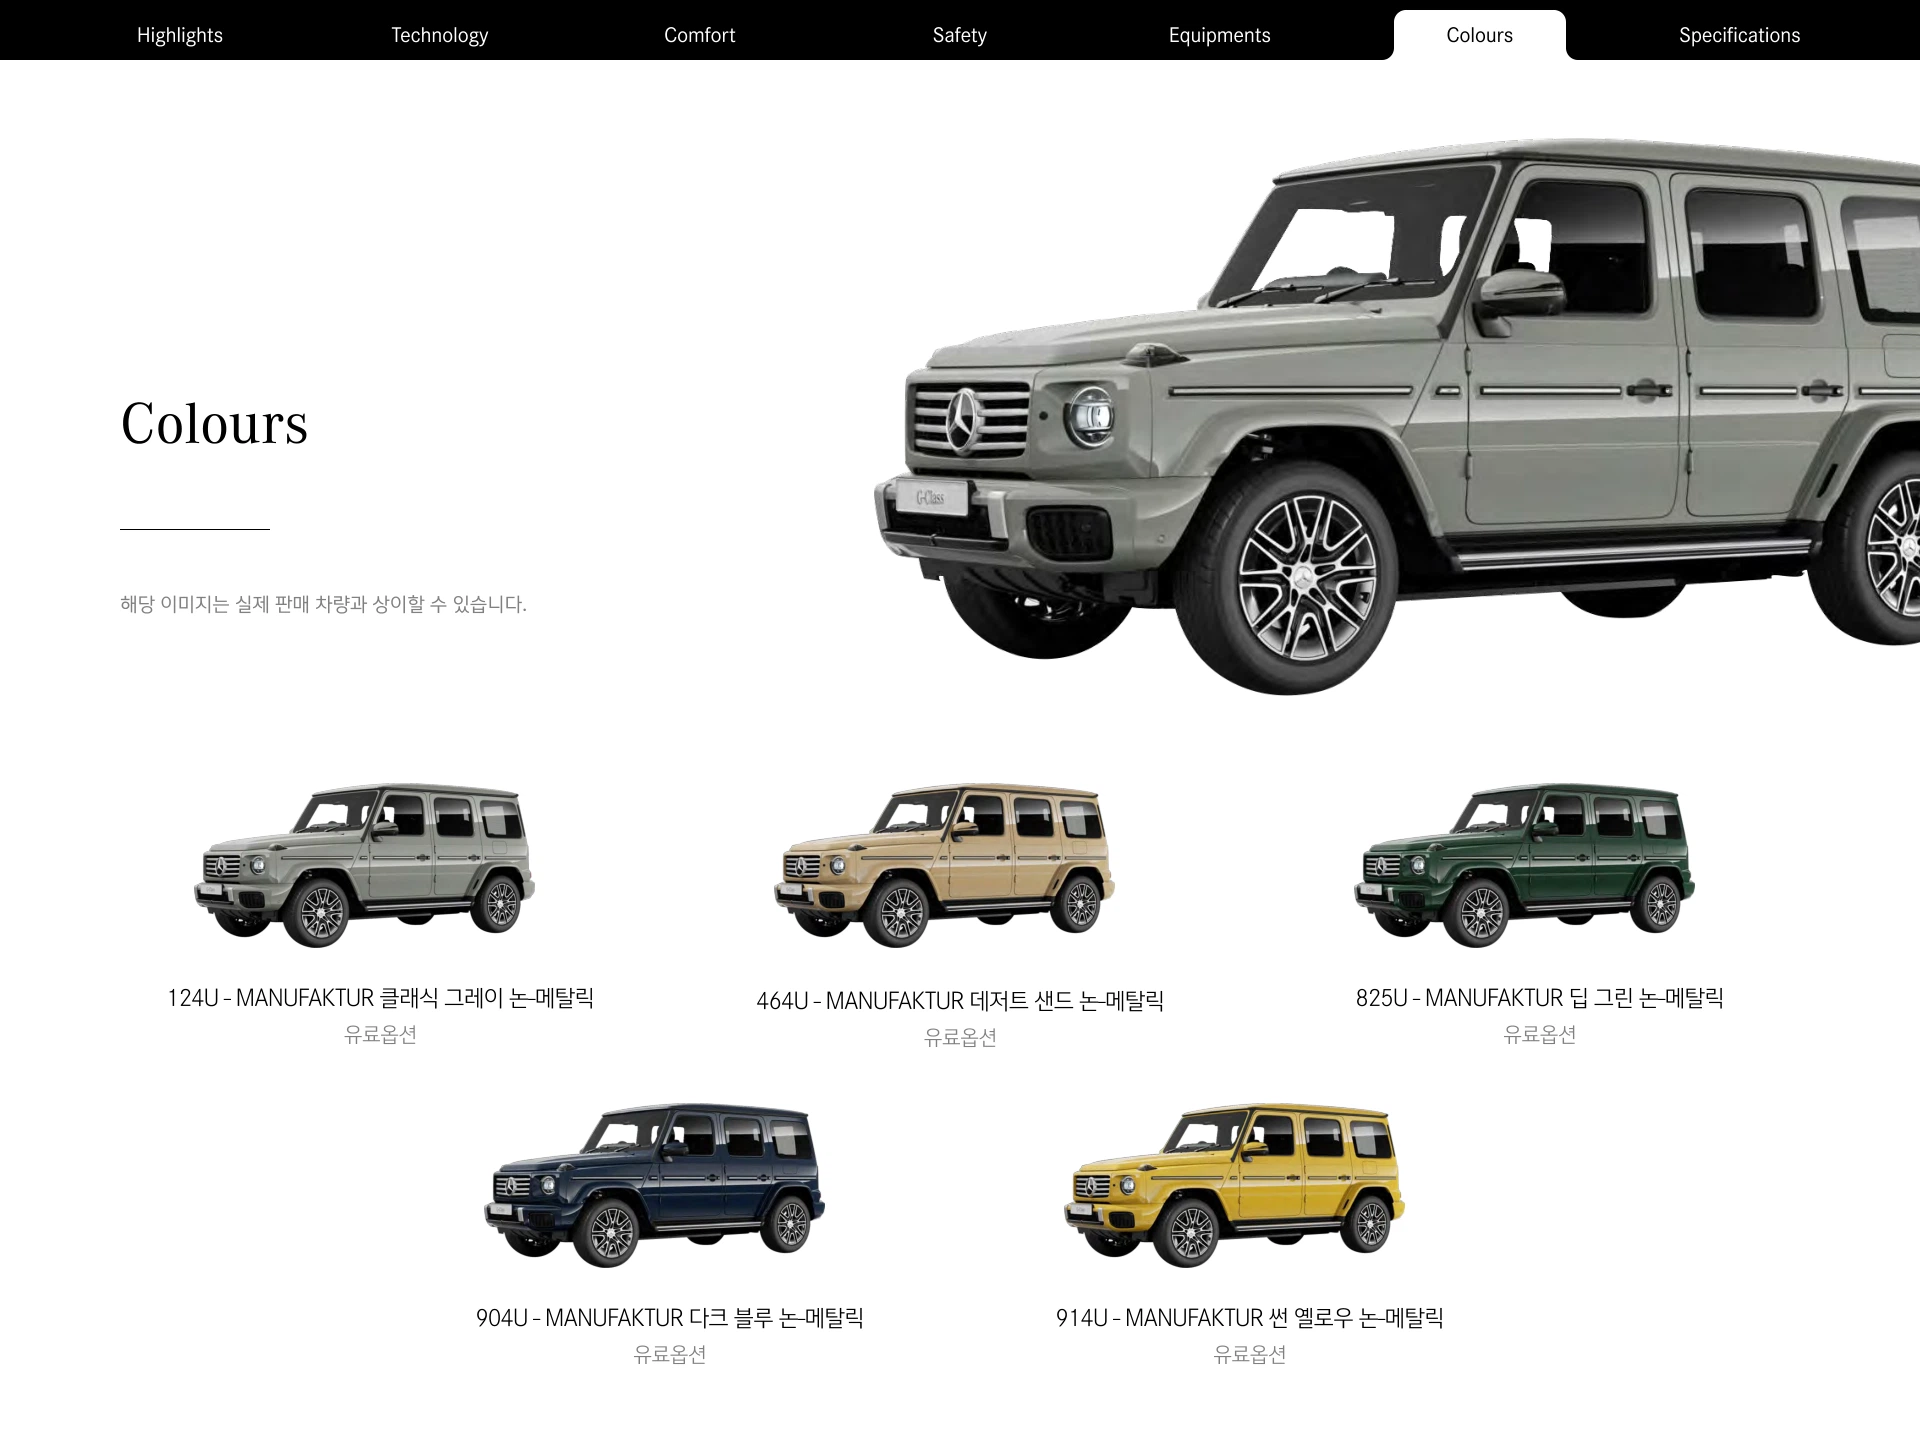 Highlights
Technology
Comfort
Safety
Equipments
Colours
Specifications
Colours
G-Class
해당 이미지는 실제 판매 차량과 상이할 수 있습니다.
124U - MANUFAKTUR 클래식 그레이 논-메탈릭
유료옵션
464U - MANUFAKTUR 데저트 샌드 논-메탈릭
유료옵션
825U - MANUFAKTUR 딥 그린 논-메탈릭
유료옵션
904U - MANUFAKTUR 다크 블루 논-메탈릭
유료옵션
914U - MANUFAKTUR 썬 옐로우 논-메탈릭
유료옵션